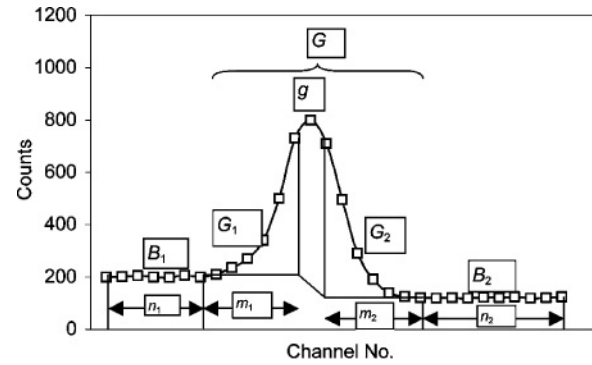 1200
1000
800
600
400
200
0
Counts
G
g
G₁
G₂
B₁
B₂
n₁
m₁
m₂
n₂
Channel No.